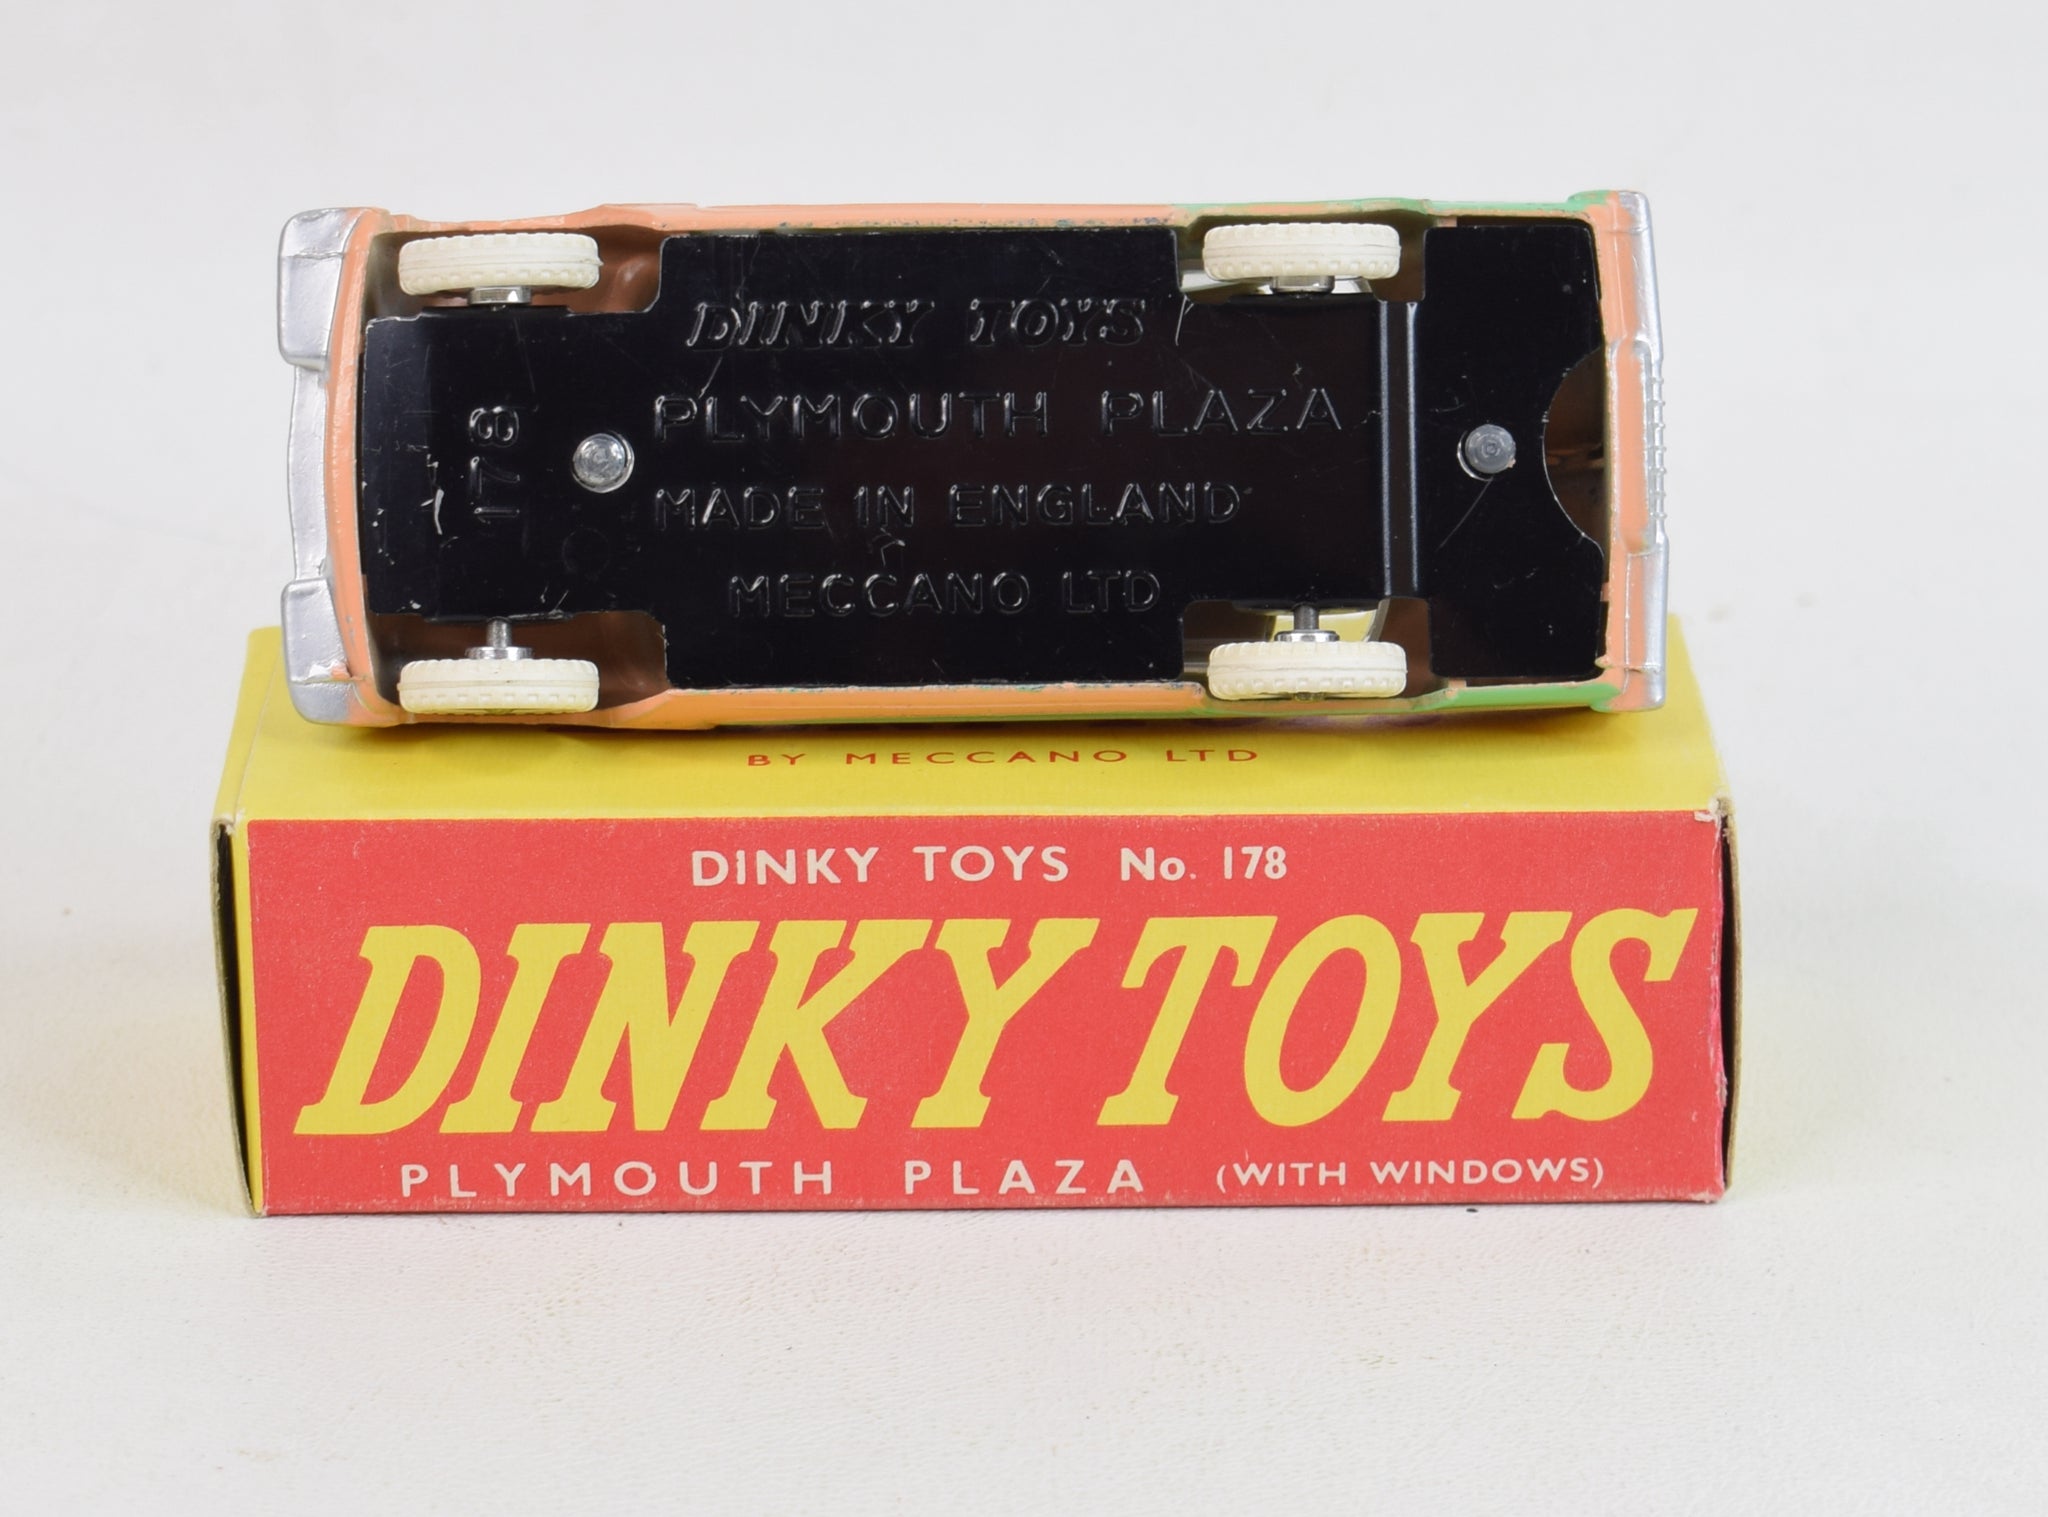 DINKY TOYS
PLYMOUTH PLAZA
178
MADE IN ENGLAND
MECCANO LTD
BY MECCANO LTD
DINKY TOYS No. 178
DINKY TOYS
PLYMOUTH PLAZA (WITH WINDOWS)